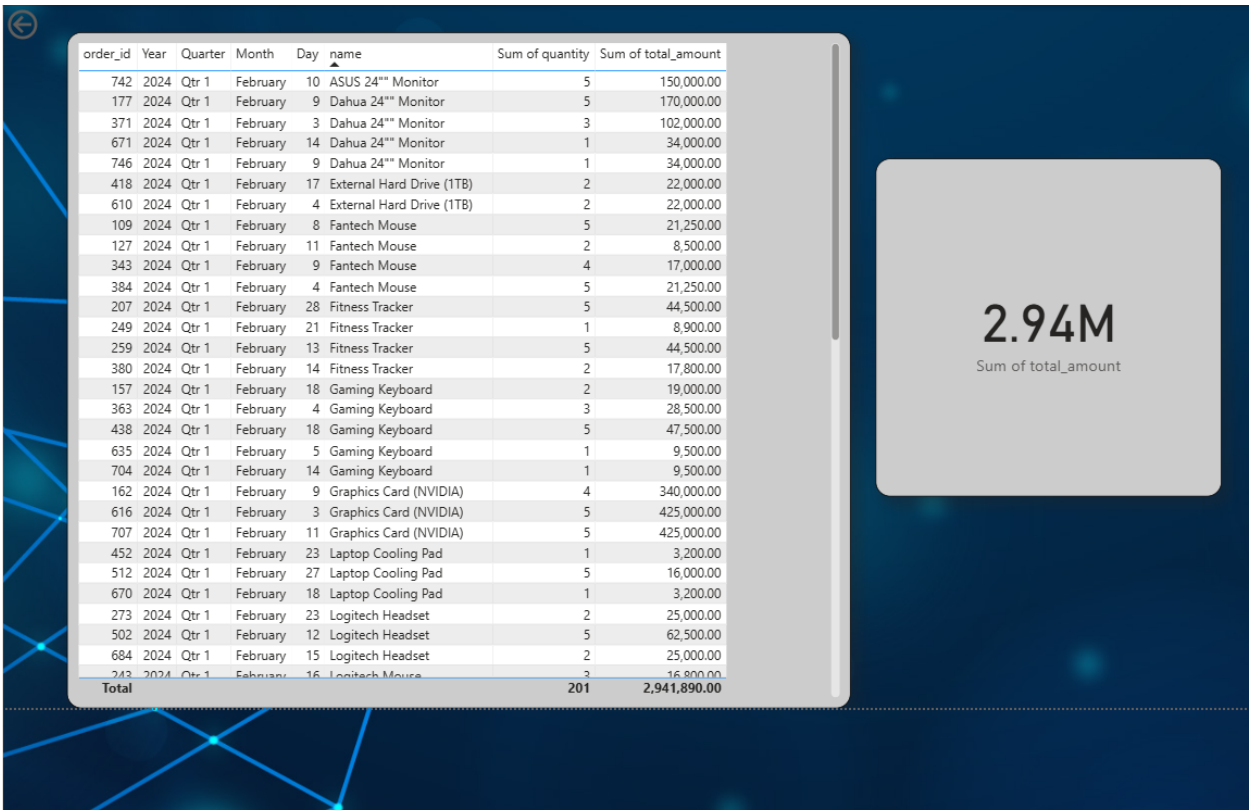 order_id Year Quarter Month Day name Sum of quantity Sum of total_amount
742 2024 Qtr 1 February 10 ASUS 24"" Monitor 5 150,000.00
177 2024 Qtr 1 February 9 Dahua 24"" Monitor 5 170,000.00
371 2024 Qtr 1 February 3 Dahua 24"" Monitor 3 102,000.00
671 2024 Qtr 1 February 14 Dahua 24"" Monitor 1 34,000.00
746 2024 Qtr 1 February 9 Dahua 24"" Monitor 1 34,000.00
418 2024 Qtr 1 February 17 External Hard Drive (1TB) 2 22,000.00
610 2024 Qtr 1 February 4 External Hard Drive (1TB) 2 22,000.00
109 2024 Qtr 1 February 8 Fantech Mouse 5 21,250.00
127 2024 Qtr 1 February 11 Fantech Mouse 2 8,500.00
343 2024 Qtr 1 February 9 Fantech Mouse 4 17,000.00
384 2024 Qtr 1 February 4 Fantech Mouse 5 21,250.00
207 2024 Qtr 1 February 28 Fitness Tracker 5 44,500.00
249 2024 Qtr 1 February 21 Fitness Tracker 1 8,900.00
259 2024 Qtr 1 February 13 Fitness Tracker 5 44,500.00
380 2024 Qtr 1 February 14 Fitness Tracker 2 17,800.00
157 2024 Qtr 1 February 18 Gaming Keyboard 2 19,000.00
363 2024 Qtr 1 February 4 Gaming Keyboard 3 28,500.00
438 2024 Qtr 1 February 18 Gaming Keyboard 5 47,500.00
635 2024 Qtr 1 February 5 Gaming Keyboard 1 9,500.00
704 2024 Qtr 1 February 14 Gaming Keyboard 1 9,500.00
162 2024 Qtr 1 February 9 Graphics Card (NVIDIA) 4 340,000.00
616 2024 Qtr 1 February 3 Graphics Card (NVIDIA) 5 425,000.00
707 2024 Qtr 1 February 11 Graphics Card (NVIDIA) 5 425,000.00
452 2024 Qtr 1 February 23 Laptop Cooling Pad 1 3,200.00
512 2024 Qtr 1 February 27 Laptop Cooling Pad 5 16,000.00
670 2024 Qtr 1 February 18 Laptop Cooling Pad 1 3,200.00
273 2024 Qtr 1 February 23 Logitech Headset 2 25,000.00
502 2024 Qtr 1 February 12 Logitech Headset 5 62,500.00
684 2024 Qtr 1 February 15 Logitech Headset 2 25,000.00
243 2024 Qtr 1 February 16 Logitech Mouse 3 16,800.00
Total 201 2,941,890.00
2.94M
Sum of total_amount